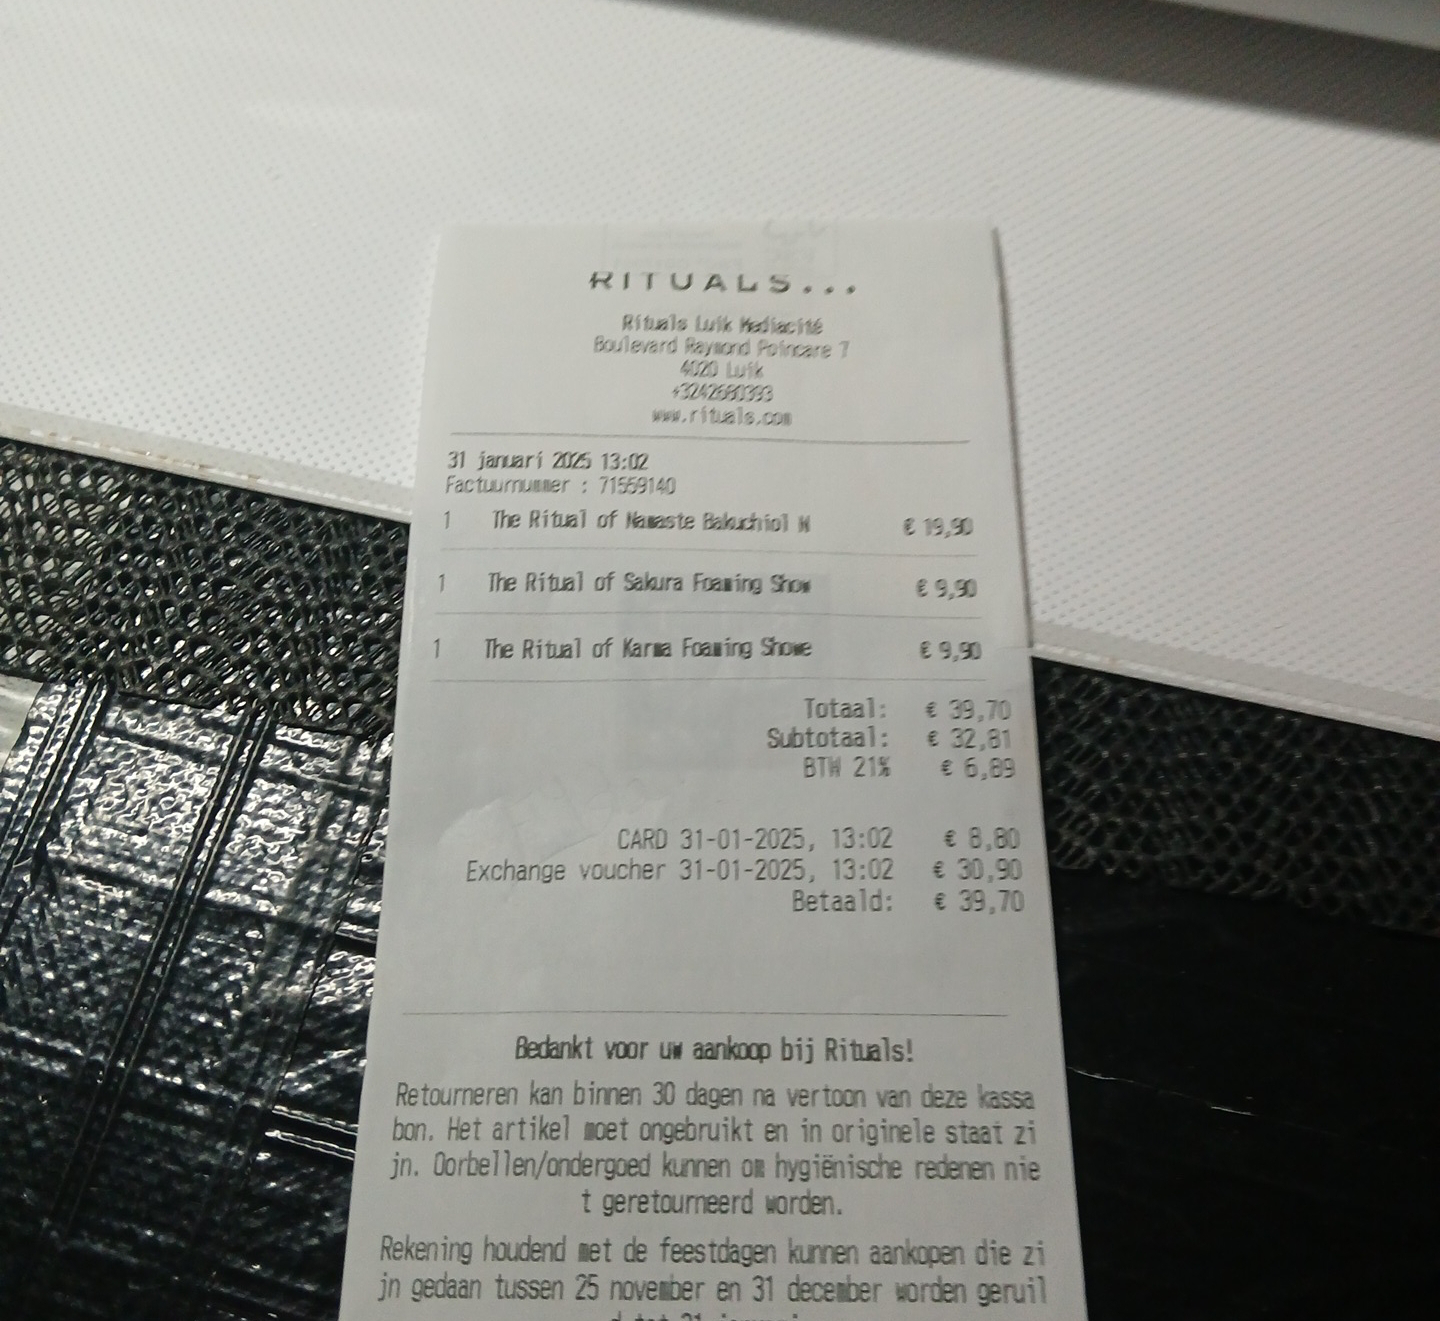 RITUALS...
Rituals Luik Mediacité
Boulevard Raymond Poincare 7
4020 Luik
+3242680393
www.rituals.com
31 januari 2025 13:02
Factuurnummer : 71559140
1 The Ritual of Namaste Bakuchiol N € 19,90
1 The Ritual of Sakura Foaming Show € 9,90
1 The Ritual of Karma Foaming Showe € 9,90
Totaal: € 39,70
Subtotaal: € 32,81
BTW 21% € 6,89
CARD 31-01-2025, 13:02 € 8,80
Exchange voucher 31-01-2025, 13:02 € 30,90
Betaald: € 39,70
Bedankt voor uw aankoop bij Rituals!
Retourneren kan binnen 30 dagen na vertoon van deze kassa
bon. Het artikel moet ongebruikt en in originele staat zi
jn. Oorbellen/ondergoed kunnen om hygiënische redenen nie
t geretourneerd worden.
Rekening houdend met de feestdagen kunnen aankopen die zi
jn gedaan tussen 25 november en 31 december worden geruil